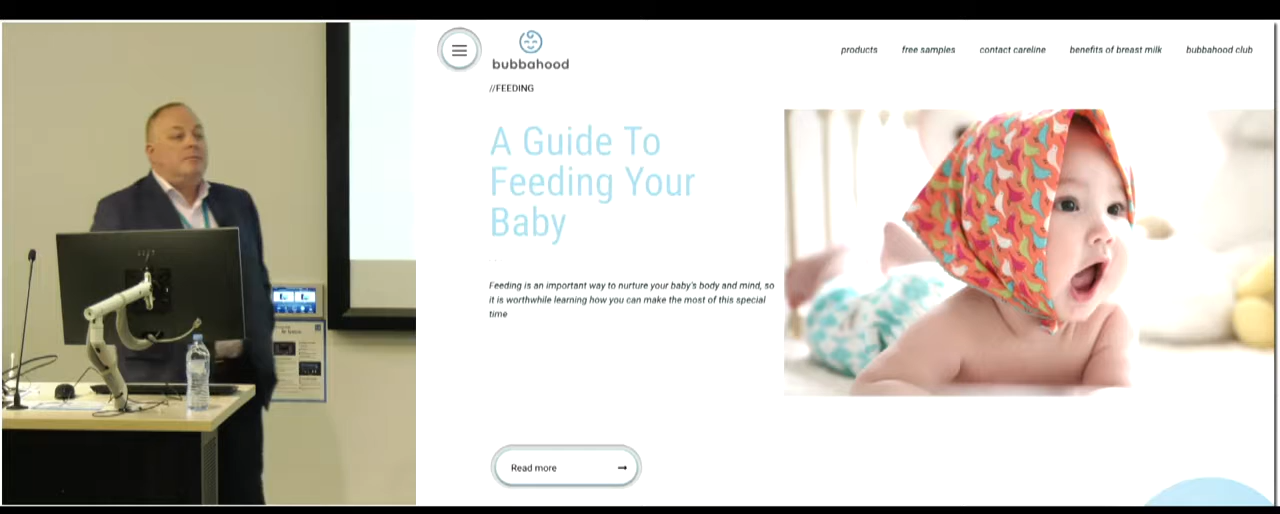 bubbahood
products
free samples
contact careline
benefits of breast milk
bubbahood club
//FEEDING
A Guide To
Feeding Your
Baby
Feeding is an important way to nurture your baby's body and mind, so
it is worthwhile learning how you can make the most of this special
time
Read more